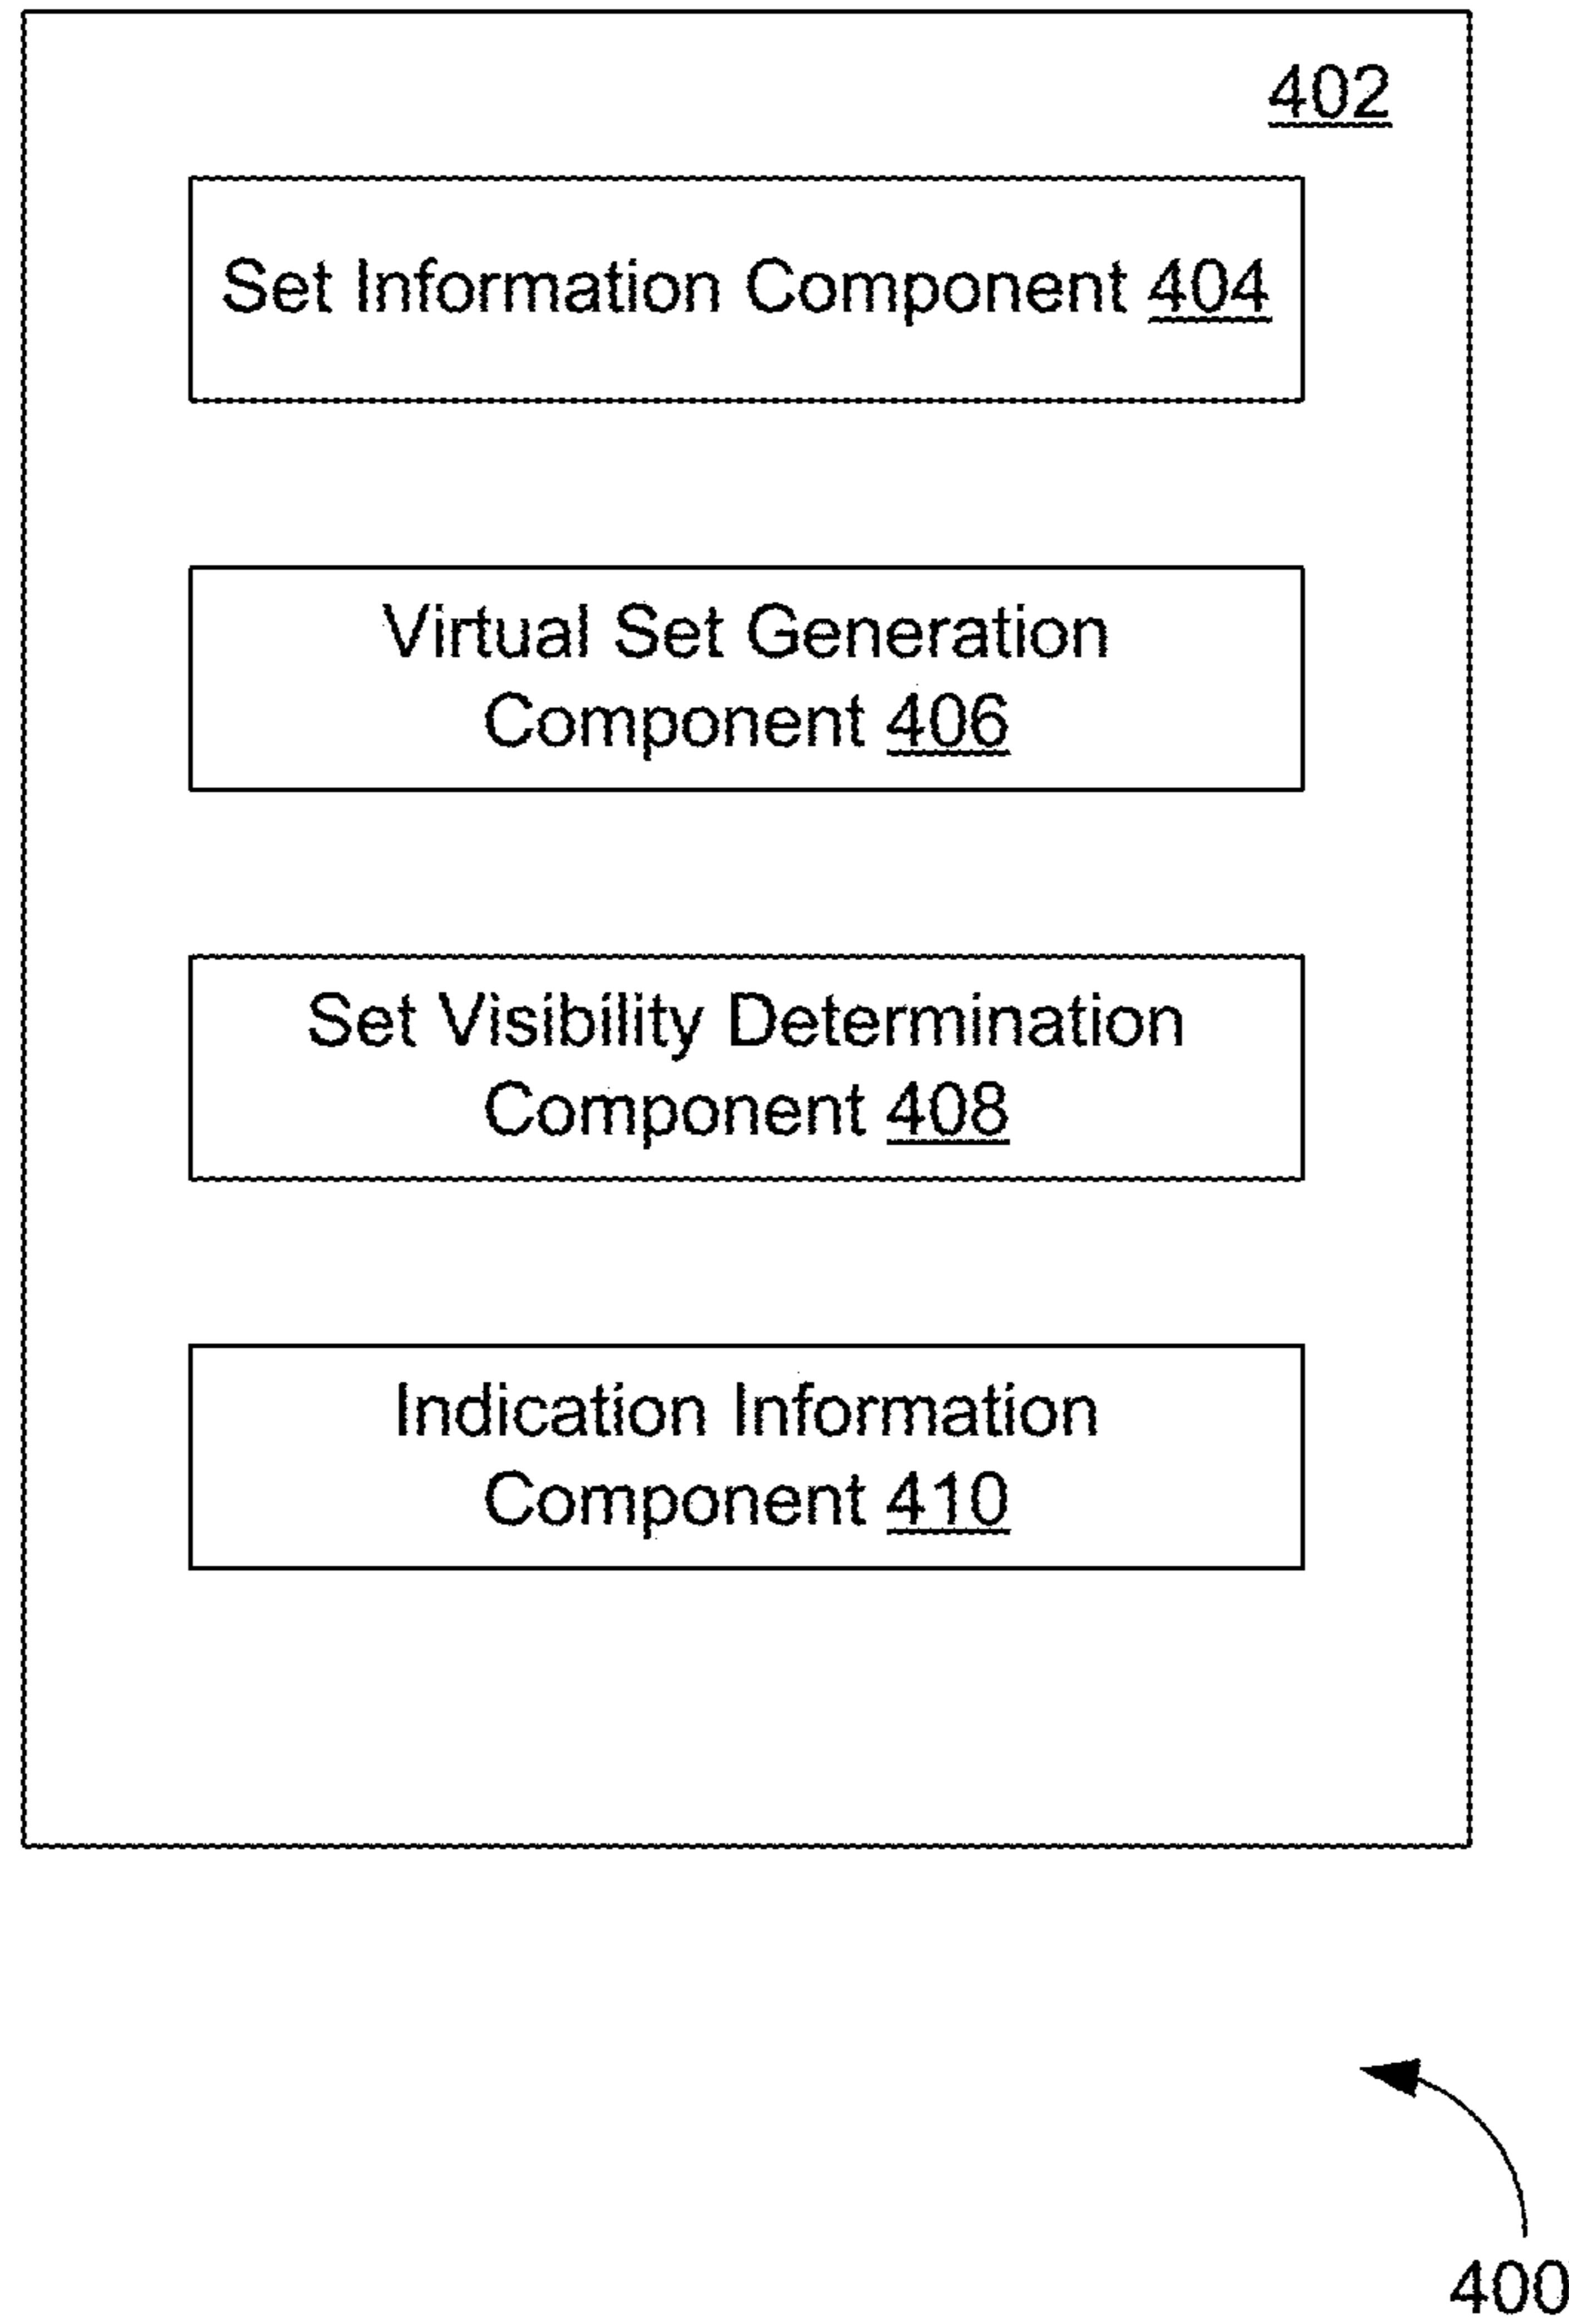 402
Set Information Component 404
Virtual Set Generation
Component 406
Set Visibility Determination
Component 408
Indication Information
Component 410
400